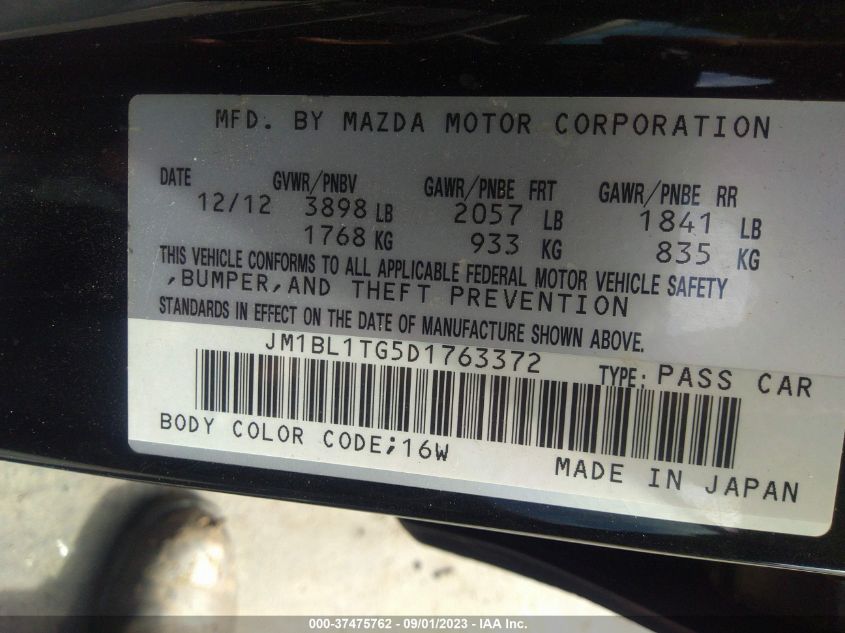 MFD. BY MAZDA MOTOR CORPORATION
DATE GVWR/PNBV GAWR/PNBE FRT GAWR/PNBE RR
12/12 3898 LB 2057 LB 1841 LB
1768 KG 933 KG 835 KG
THIS VEHICLE CONFORMS TO ALL APPLICABLE FEDERAL MOTOR VEHICLE SAFETY
,BUMPER,AND THEFT PREVENTION
STANDARDS IN EFFECT ON THE DATE OF MANUFACTURE SHOWN ABOVE.
JM1BL1TG5D1763372
TYPE: PASS CAR
BODY COLOR CODE;16W
MADE IN JAPAN
000-37475762 - 09/01/2023 - IAA Inc.